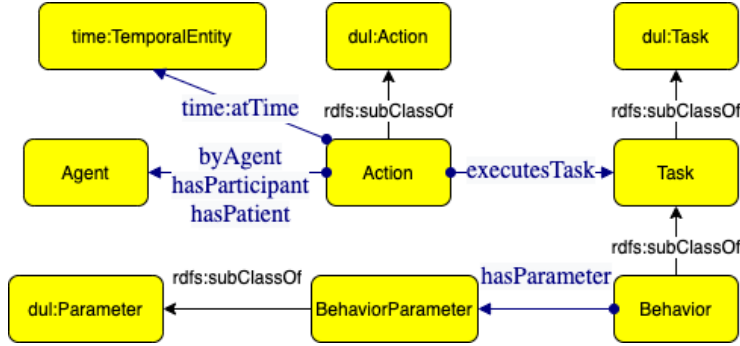 time:TemporalEntity
dul:Action
dul:Task
time:atTime
rdfs:subClassOf
rdfs:subClassOf
Agent
byAgent
hasParticipant
hasPatient
Action
executesTask
Task
rdfs:subClassOf
dul:Parameter
rdfs:subClassOf
BehaviorParameter
hasParameter
Behavior